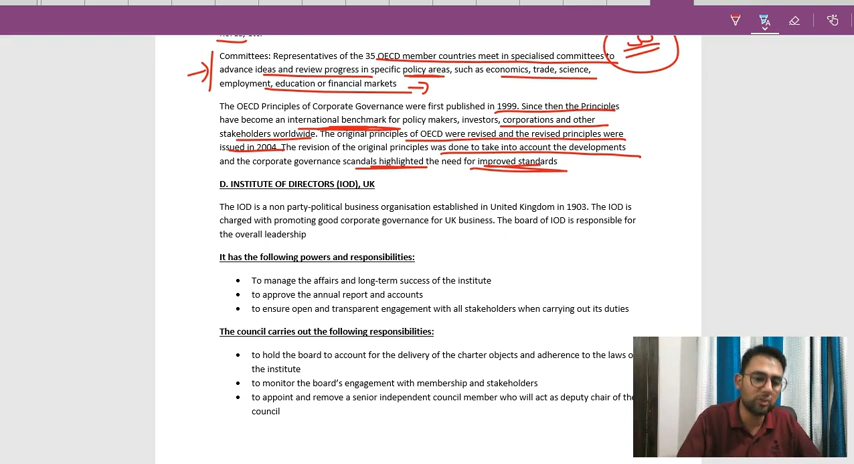 Committees: Representatives of the 35 OECD member countries meet in specialised committees to
advance ideas and review progress in specific policy areas, such as economics, trade, science,
employment, education or financial markets
The OECD Principles of Corporate Governance were first published in 1999. Since then the Principles
have become an international benchmark for policy makers, investors, corporations and other
stakeholders worldwide. The original principles of OECD were revised and the revised principles were
issued in 2004. The revision of the original principles was done to take into account the developments
and the corporate governance scandals highlighted the need for improved standards
D. INSTITUTE OF DIRECTORS (IOD), UK
The IOD is a non party-political business organisation established in United Kingdom in 1903. The IOD is
charged with promoting good corporate governance for UK business. The board of IOD is responsible for
the overall leadership
It has the following powers and responsibilities:
• To manage the affairs and long-term success of the institute
• to approve the annual report and accounts
• to ensure open and transparent engagement with all stakeholders when carrying out its duties
The council carries out the following responsibilities:
• to hold the board to account for the delivery of the charter objects and adherence to the laws o
the institute
• to monitor the board's engagement with membership and stakeholders
• to appoint and remove a senior independent council member who will act as deputy chair of the
council